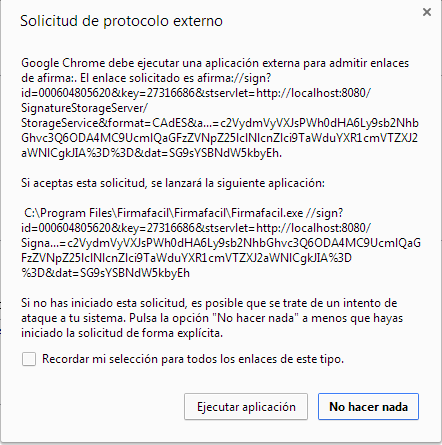 Solicitud de protocolo externo
Google Chrome debe ejecutar una aplicación externa para admitir enlaces
de afirma:. El enlace solicitado es afirma://sign?
id=000604805620&key=27316686&stservlet=http://localhost:8080/
SignatureStorageServer/
StorageService&format=CAdES&a...=c2VydmVyVXJsPWh0dHA6Ly9sb2Nhb
Ghvc3Q6ODA4MC9UcmlQaGFzZVNpZ25lclNlcnZlci9TaWduYXR1cmVTZXJ2
aWNlCgkJIA%3D%3D&dat=SG9sYSBNdW5kbyEh.
Si aceptas esta solicitud, se lanzará la siguiente aplicación:
C:\Program Files\Firmafacil\Firmafacil\Firmafacil.exe //sign?
id=000604805620&key=27316686&stservlet=http://localhost:8080/
Signa...=c2VydmVyVXJsPWh0dHA6Ly9sb2NhbGhvc3Q6ODA4MC9UcmlQaG
FzZVNpZ25lclNlcnZlci9TaWduYXR1cmVTZXJ2aWNlCgkJIA%3D
%3D&dat=SG9sYSBNdW5kbyEh
Si no has iniciado esta solicitud, es posible que se trate de un intento de
ataque a tu sistema. Pulsa la opción "No hacer nada" a menos que hayas
iniciado la solicitud de forma explícita.
Recordar mi selección para todos los enlaces de este tipo.
Ejecutar aplicación
No hacer nada